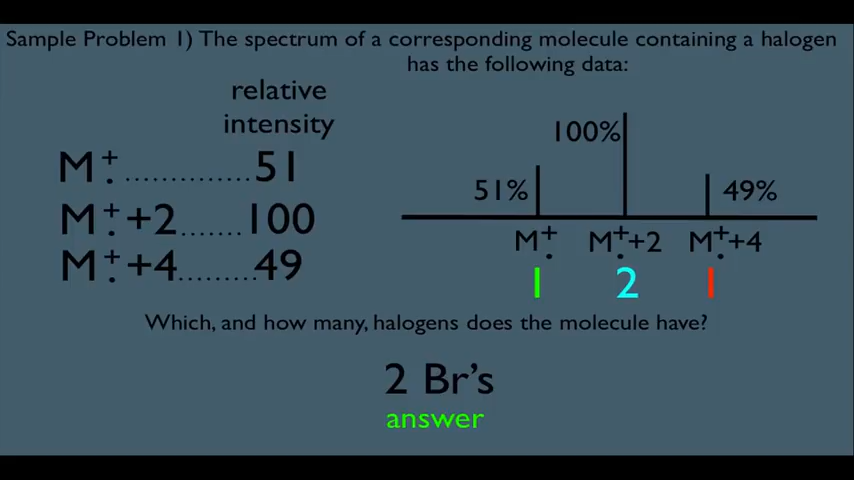 Sample Problem 1) The spectrum of a corresponding molecule containing a halogen
has the following data:
relative
intensity
M+. ..............51
M+. +2.......100
M+. +4.........49
100%
51%
49%
M+. M+. +2 M+. +4
1 2 1
Which, and how many, halogens does the molecule have?
2 Br's
answer